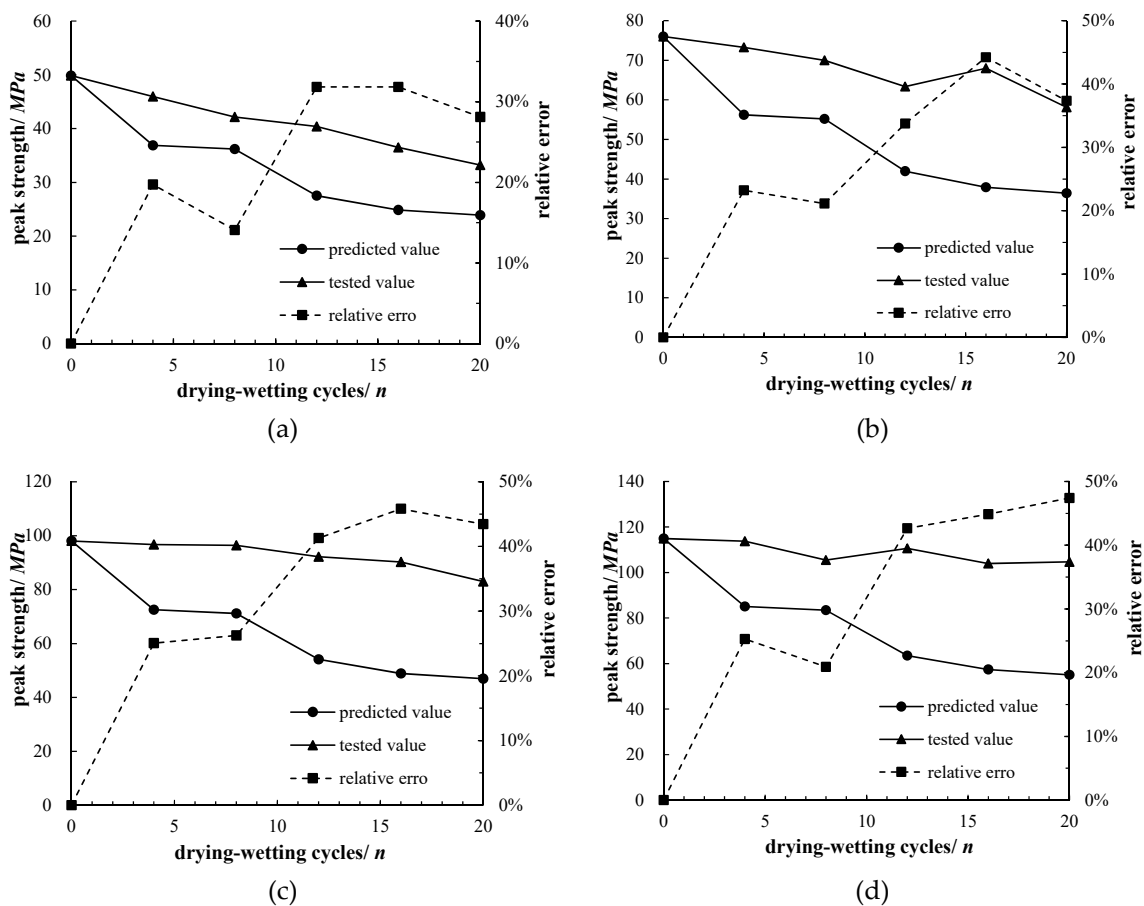 60
50
40
30
20
10
0
peak strength/ MPa
40%
30%
20%
10%
0%
relative error
predicted value
tested value
relative erro
0 5 10 15 20
drying-wetting cycles/ n
(a)
80
70
60
50
40
30
20
10
0
peak strength/ MPa
50%
40%
30%
20%
10%
0%
relative error
predicted value
tested value
relative erro
0 5 10 15 20
drying-wetting cycles/ n
(b)
120
100
80
60
40
20
0
peak strength/ MPa
50%
40%
30%
20%
10%
0%
relative error
predicted value
tested value
relative erro
0 5 10 15 20
drying-wetting cycles/ n
(c)
140
120
100
80
60
40
20
0
peak strength/ MPa
50%
40%
30%
20%
10%
0%
relative error
predicted value
tested value
relative erro
0 5 10 15 20
drying-wetting cycles/ n
(d)